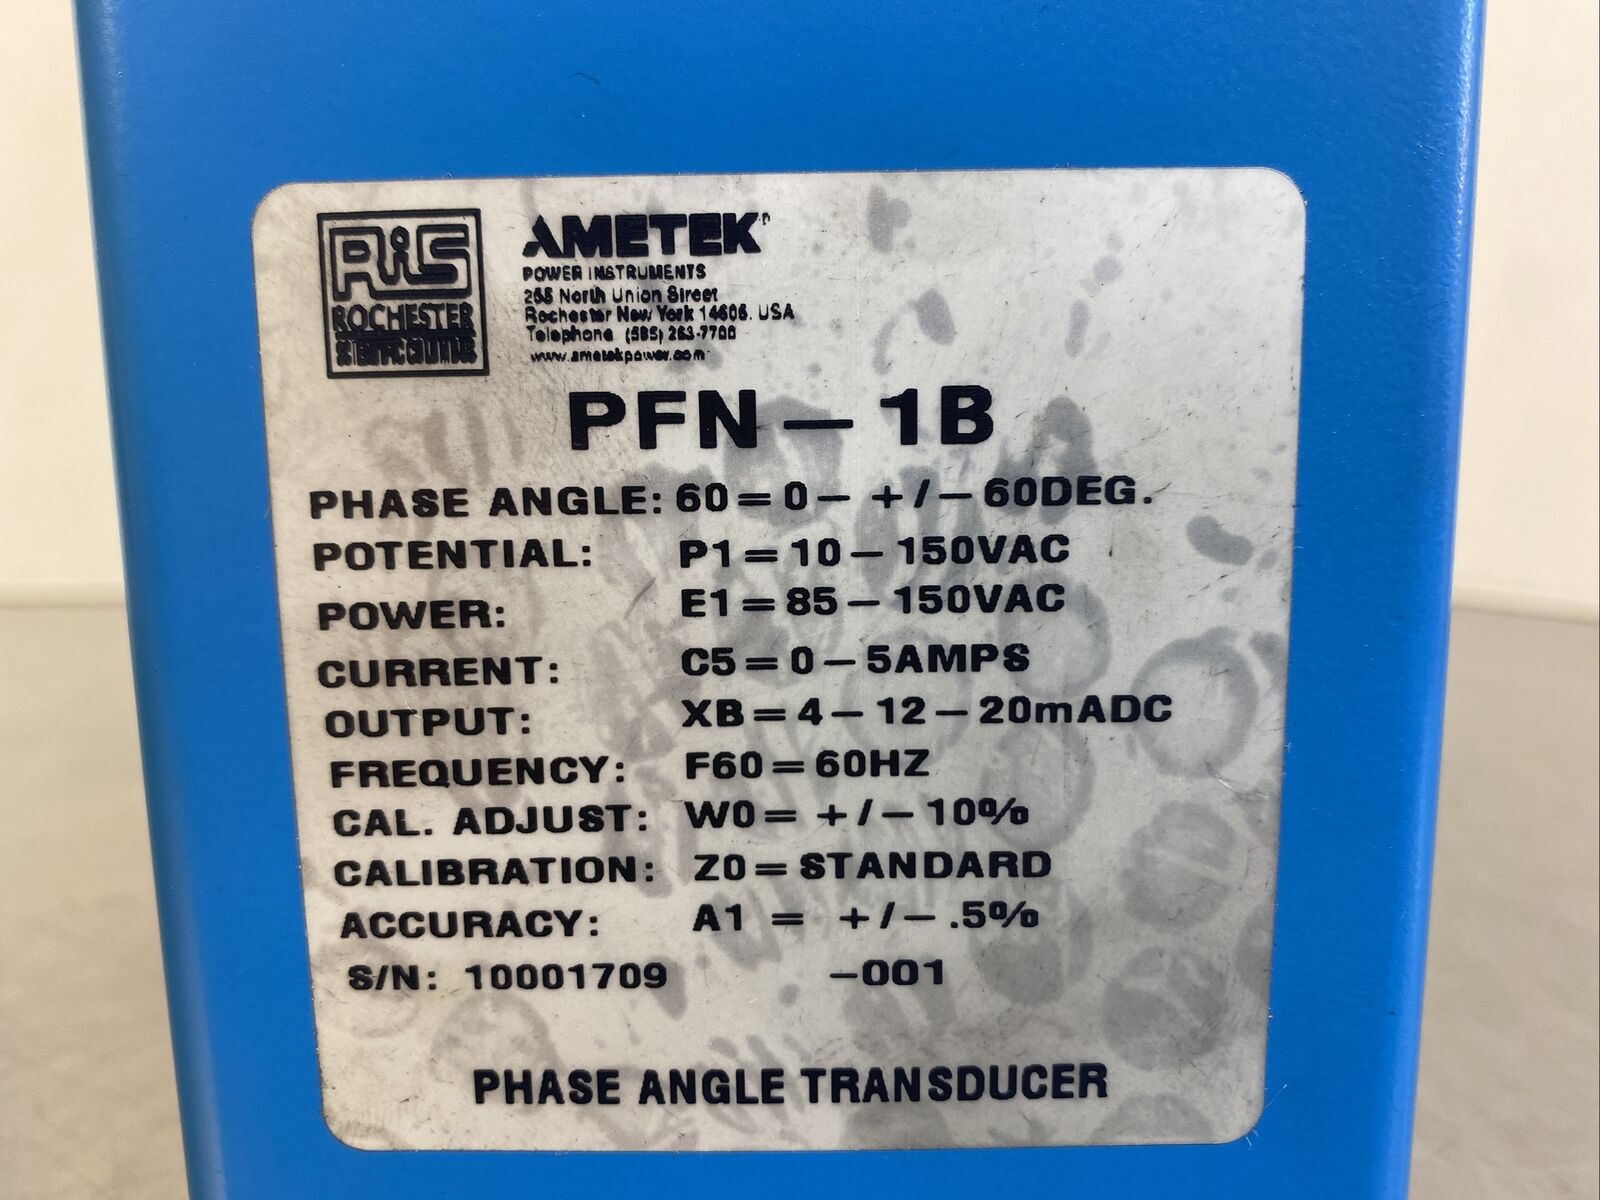 RiS
ROCHESTER
AMETEK
POWER INSTRUMENTS
255 North Union Street
Rochester New York 14605. USA
Telephone (585) 263-7700
www.ametekpower.com
PFN - 1B
PHASE ANGLE: 60 = 0 - +/- 60DEG.
POTENTIAL: P1 = 10 - 150VAC
POWER: E1 = 85 - 150VAC
CURRENT: C5 = 0 - 5AMPS
OUTPUT: XB = 4 - 12 - 20mADC
FREQUENCY: F60 = 60HZ
CAL. ADJUST: W0 = +/- 10%
CALIBRATION: Z0 = STANDARD
ACCURACY: A1 = +/- .5%
S/N: 10001709 -001
PHASE ANGLE TRANSDUCER